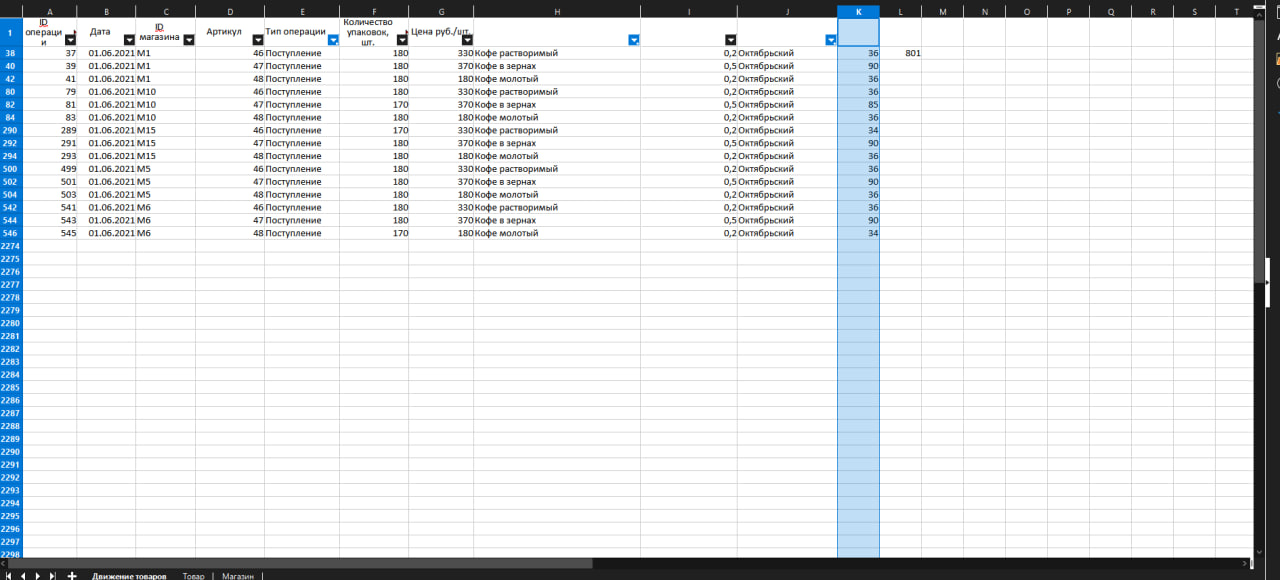 A B C D E F G H I J K L M N O P Q R S T
1 ID операции Дата ID магазина Артикул Тип операции Количество упаковок, шт. Цена руб./шт.
38 37 01.06.2021 M1 46 Поступление 180 330 Кофе растворимый 0,2 Октябрьский 36 801
40 39 01.06.2021 M1 47 Поступление 180 370 Кофе в зернах 0,5 Октябрьский 90
42 41 01.06.2021 M1 48 Поступление 180 180 Кофе молотый 0,2 Октябрьский 36
80 79 01.06.2021 M10 46 Поступление 180 330 Кофе растворимый 0,2 Октябрьский 36
82 81 01.06.2021 M10 47 Поступление 170 370 Кофе в зернах 0,5 Октябрьский 85
84 83 01.06.2021 M10 48 Поступление 180 180 Кофе молотый 0,2 Октябрьский 36
290 289 01.06.2021 M15 46 Поступление 170 330 Кофе растворимый 0,2 Октябрьский 34
292 291 01.06.2021 M15 47 Поступление 180 370 Кофе в зернах 0,5 Октябрьский 90
294 293 01.06.2021 M15 48 Поступление 180 180 Кофе молотый 0,2 Октябрьский 36
500 499 01.06.2021 M5 46 Поступление 180 330 Кофе растворимый 0,2 Октябрьский 36
502 501 01.06.2021 M5 47 Поступление 180 370 Кофе в зернах 0,5 Октябрьский 90
504 503 01.06.2021 M5 48 Поступление 180 180 Кофе молотый 0,2 Октябрьский 36
542 541 01.06.2021 M6 46 Поступление 180 330 Кофе растворимый 0,2 Октябрьский 36
544 543 01.06.2021 M6 47 Поступление 180 370 Кофе в зернах 0,5 Октябрьский 90
546 545 01.06.2021 M6 48 Поступление 170 180 Кофе молотый 0,2 Октябрьский 34
2274
2275
2276
2277
2278
2279
2280
2281
2282
2283
2284
2285
2286
2287
2288
2289
2290
2291
2292
2293
2294
2295
2296
2297
2298
Движение товаров Товар Магазин